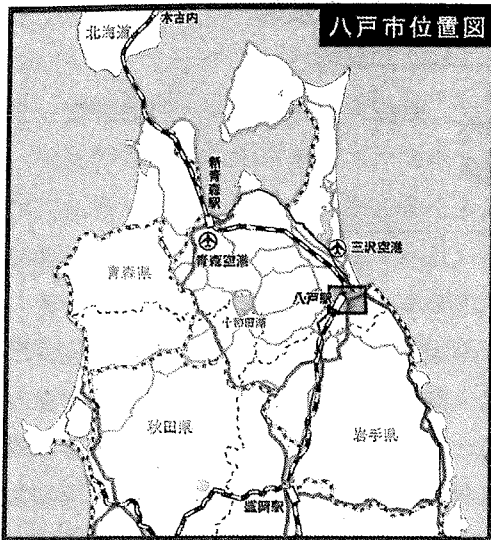 八戸市位置図
木古内
北海道
新青森駅
青森空港
三沢空港
青森県
八戸駅
十和田湖
秋田県
岩手県
盛岡駅